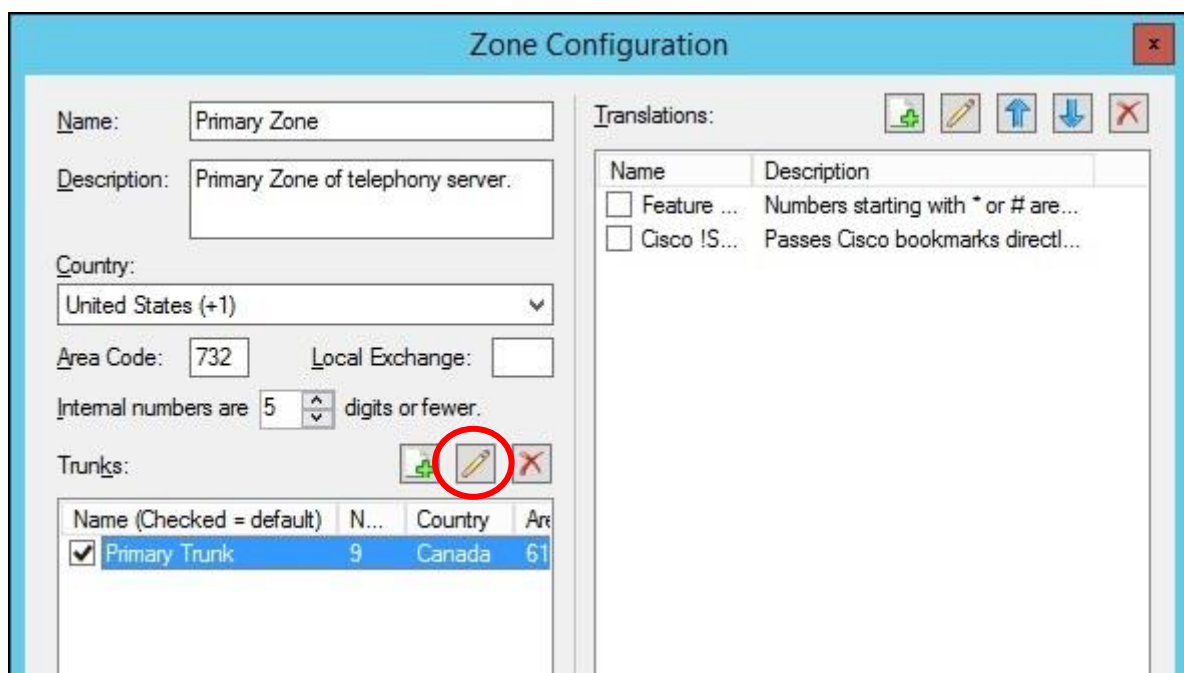 Zone Configuration
x
Name: Primary Zone
Description: Primary Zone of telephony server.
Country:
United States (+1)
Area Code: 732 Local Exchange:
Internal numbers are 5 digits or fewer.
Trunks:
Name (Checked = default) N... Country Are
Primary Trunk 9 Canada 61
Translations:
Name Description
Feature ... Numbers starting with * or # are...
Cisco !S... Passes Cisco bookmarks directl...